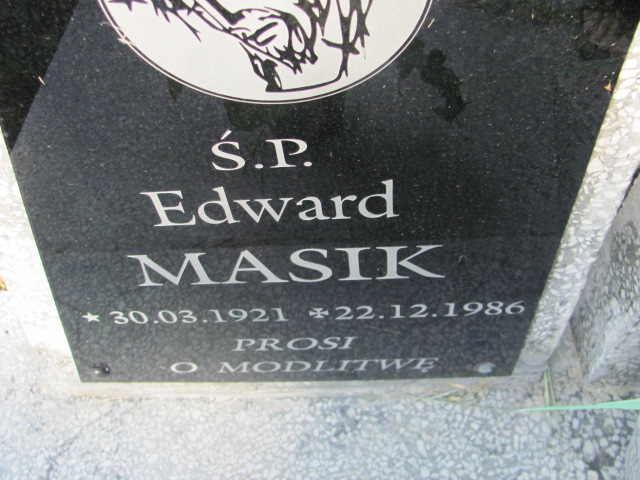 Ś.P.
Edward
MASIK
★ 30.03.1921 ✠ 22.12.1986
PROSI
O MODLITWĘ